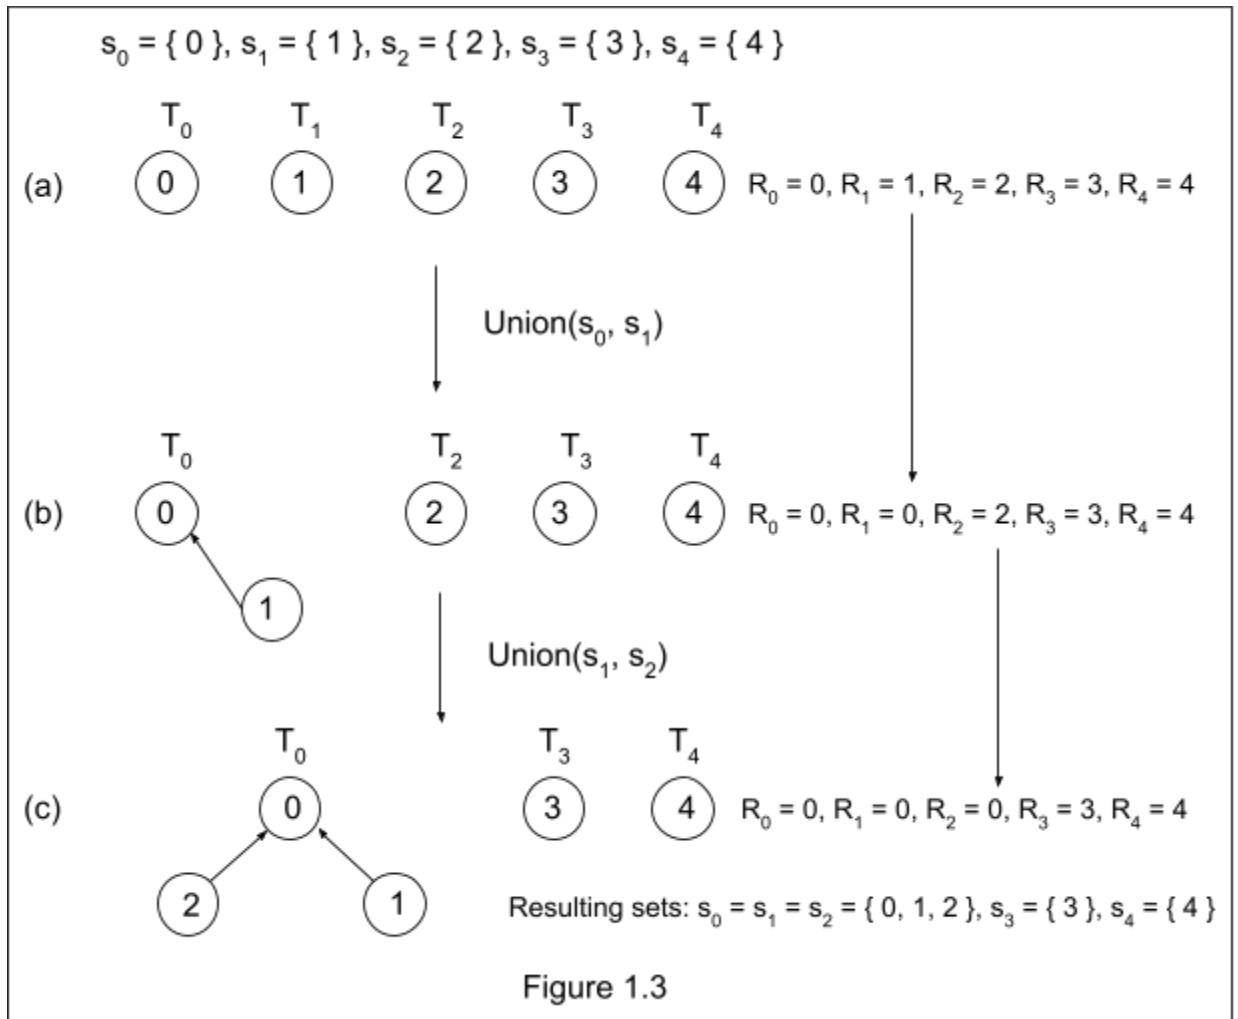 s₀ = { 0 }, s₁ = { 1 }, s₂ = { 2 }, s₃ = { 3 }, s₄ = { 4 }
T₀ T₁ T₂ T₃ T₄
(a) 0 1 2 3 4 R₀ = 0, R₁ = 1, R₂ = 2, R₃ = 3, R₄ = 4
Union(s₀, s₁)
T₀ T₂ T₃ T₄
(b) 0 2 3 4 R₀ = 0, R₁ = 0, R₂ = 2, R₃ = 3, R₄ = 4
1
Union(s₁, s₂)
T₀ T₃ T₄
(c) 0 3 4 R₀ = 0, R₁ = 0, R₂ = 0, R₃ = 3, R₄ = 4
2 1 Resulting sets: s₀ = s₁ = s₂ = { 0, 1, 2 }, s₃ = { 3 }, s₄ = { 4 }
Figure 1.3